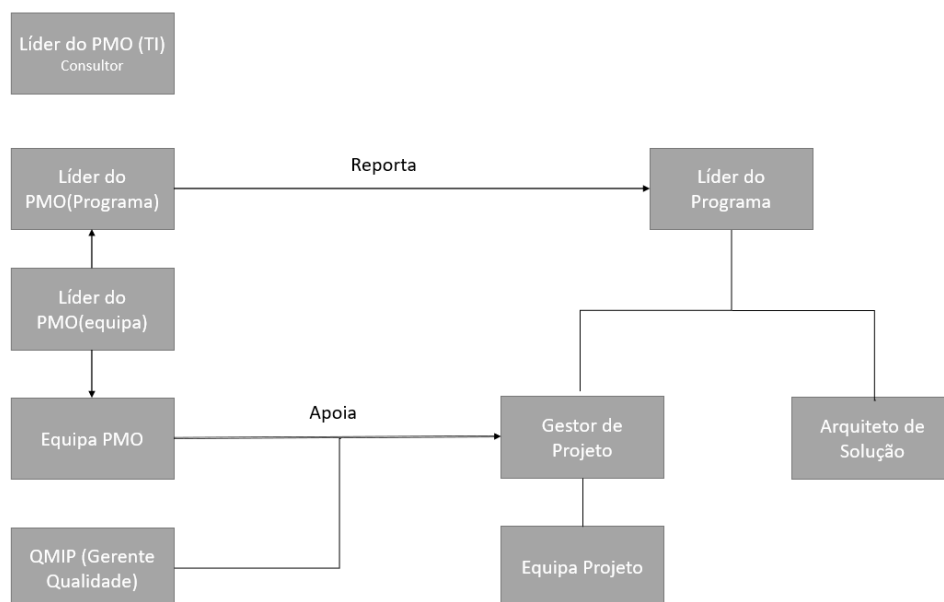 Líder do PMO (TI)
Consultor
Líder do
PMO(Programa)
Reporta
Líder do
Programa
Líder do
PMO(equipa)
Equipa PMO
Apoia
Gestor de
Projeto
Arquiteto de
Solução
QMIP (Gerente
Qualidade)
Equipa Projeto